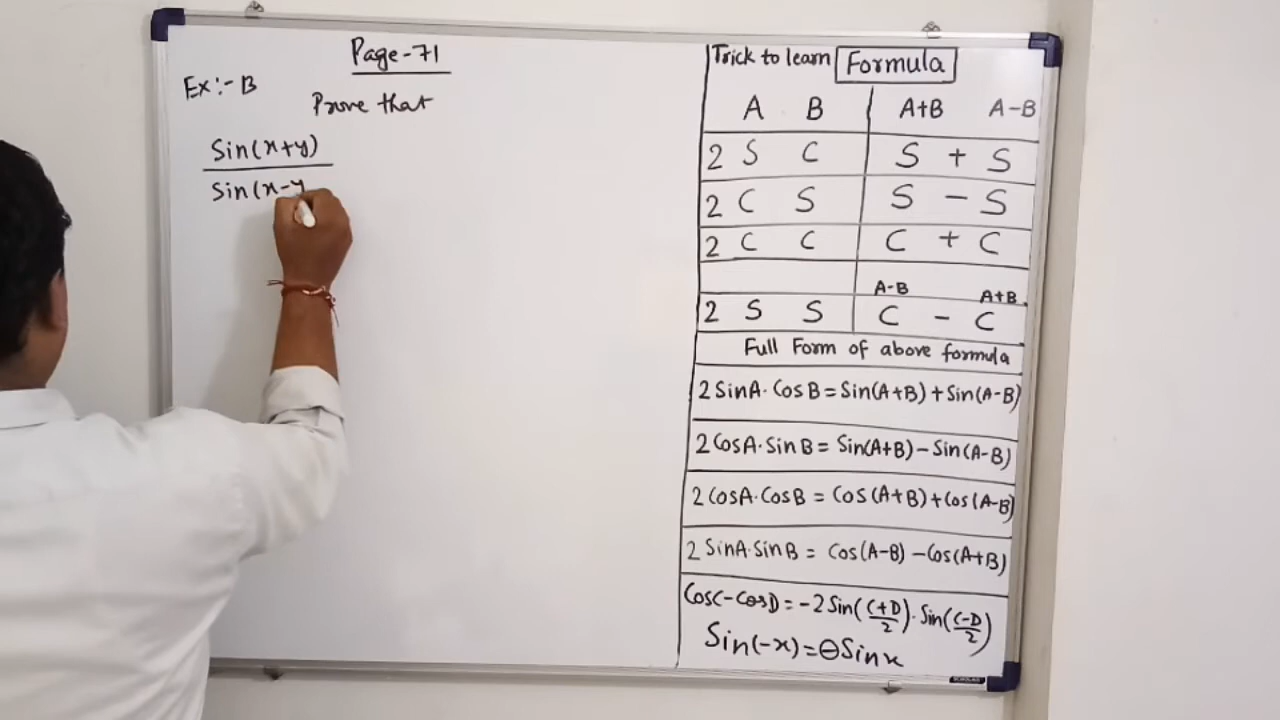 Page-71
Ex:- B
Prove that
Sin(x+y)
Sin(x-y
Trick to learn Formula
A B A+B A-B
2 S C S + S
2 C S S - S
2 C C C + C
A-B A+B
2 S S C - C
Full Form of above formula
2 SinA · CosB = Sin(A+B) + Sin(A-B)
2 CosA · SinB = Sin(A+B) - Sin(A-B)
2 CosA · CosB = Cos(A+B) + Cos(A-B)
2 SinA · SinB = Cos(A-B) - Cos(A+B)
CosC - CosD = -2 Sin((C+D)/2) · Sin((C-D)/2)
Sin(-x) = ⊖Sinx